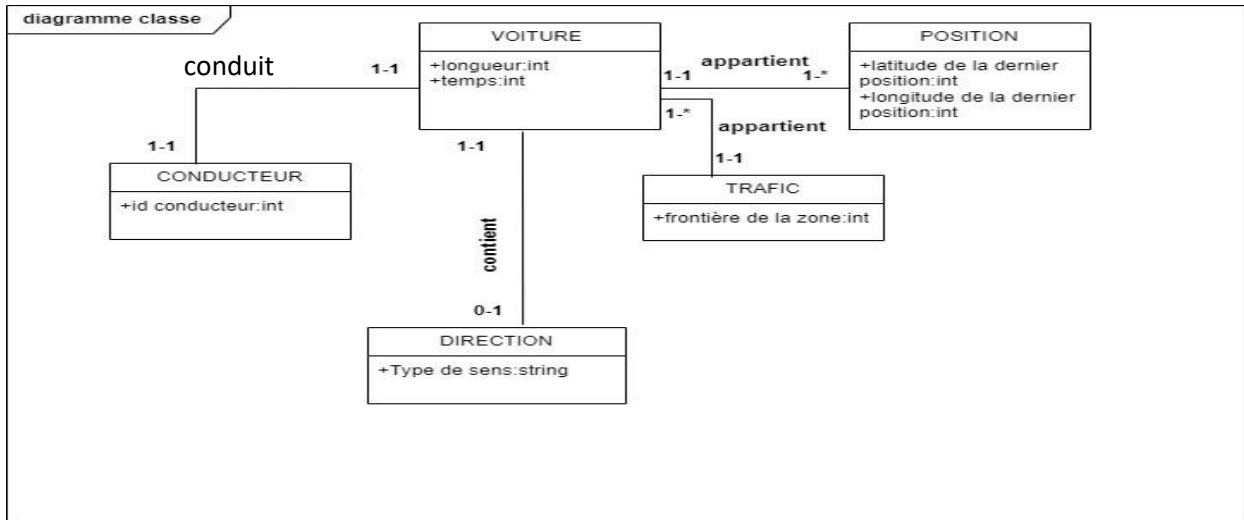 diagramme classe
VOITURE
+longueur:int
+temps:int
POSITION
+latitude de la dernier
position:int
+longitude de la dernier
position:int
conduit
1-1
1-1
appartient
1-1
1-*
1-*
appartient
1-1
CONDUCTEUR
+id conducteur:int
TRAFIC
+frontière de la zone:int
1-1
contient
0-1
DIRECTION
+Type de sens:string